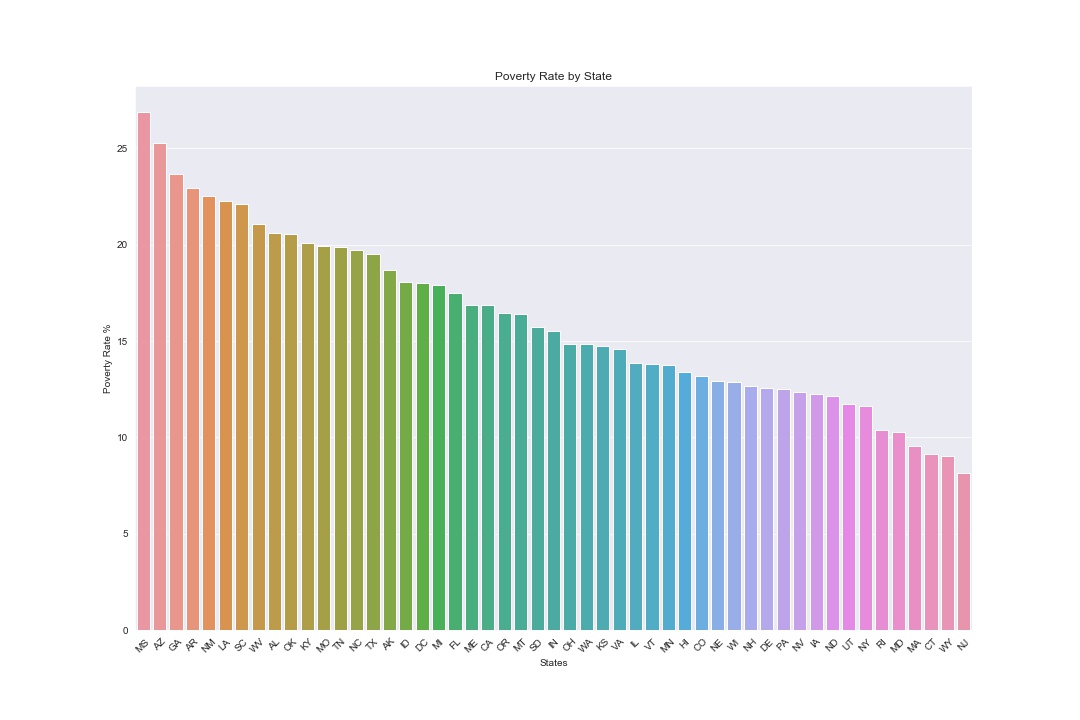 Poverty Rate by State
Poverty Rate %
25
20
15
10
5
0
MS AZ GA AR NM LA SC WV AL OK KY MO TN NC TX AK ID DC MI FL ME CA OR MT SD IN OH WA KS VA IL VT MN HI CO NE WI NH DE PA NV IA ND UT NY RI MD MA CT WY NJ
States